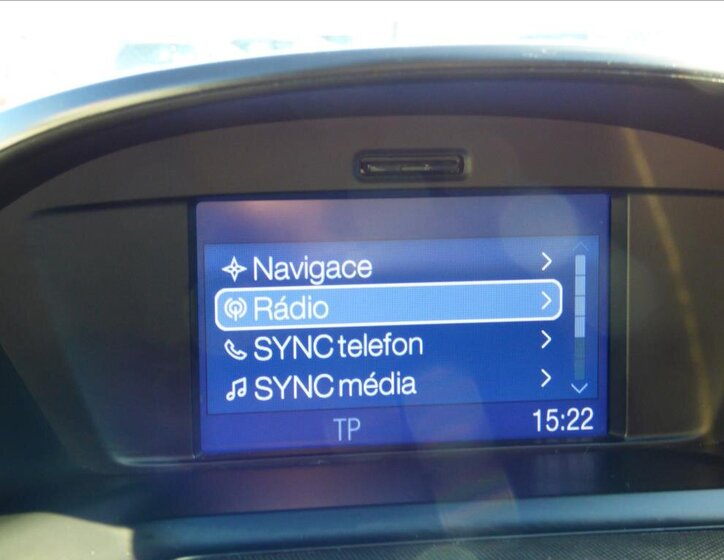 Navigace
Rádio
SYNC telefon
SYNC média
TP 15:22